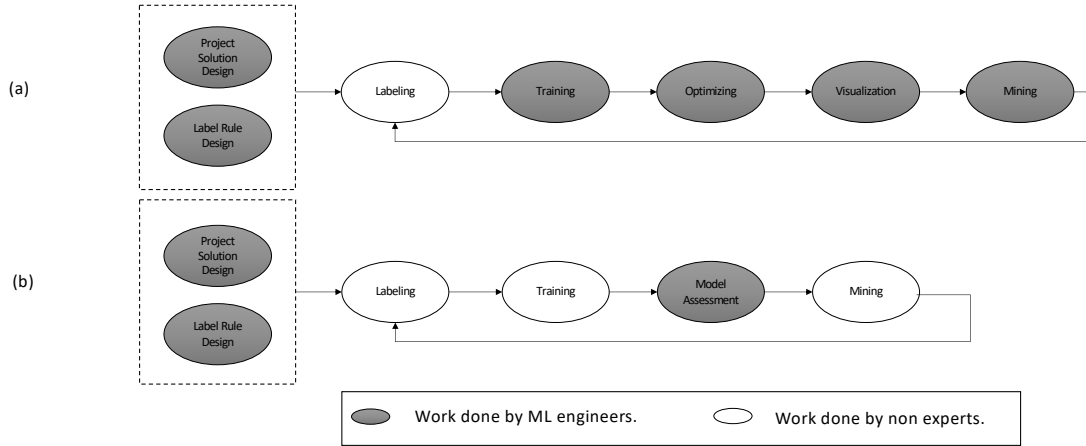 Project
Solution
Design
(a)
Labeling
Training
Optimizing
Visualization
Mining
Label Rule
Design
Project
Solution
Design
(b)
Labeling
Training
Model
Assessment
Mining
Label Rule
Design
Work done by ML engineers.
Work done by non experts.